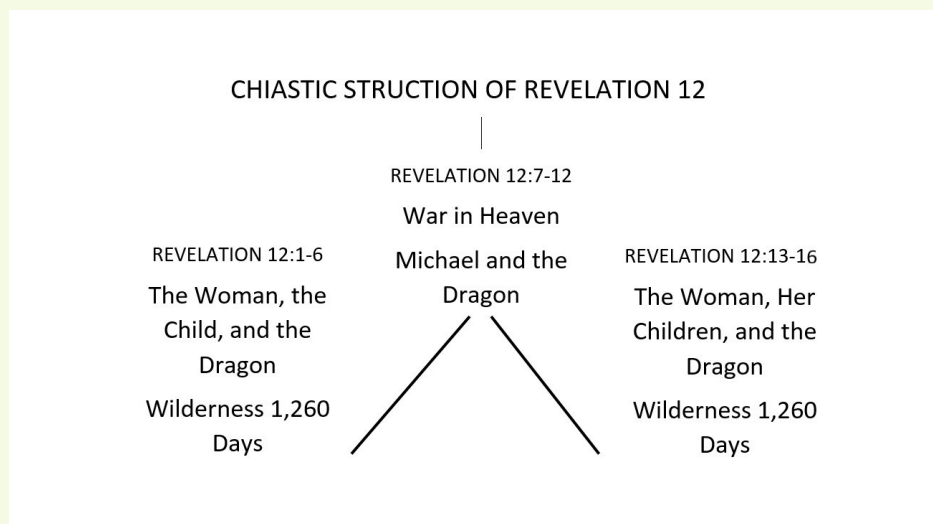 CHIASTIC STRUCTION OF REVELATION 12
REVELATION 12:7-12
War in Heaven
Michael and the
Dragon
REVELATION 12:1-6
The Woman, the
Child, and the
Dragon
Wilderness 1,260
Days
REVELATION 12:13-16
The Woman, Her
Children, and the
Dragon
Wilderness 1,260
Days